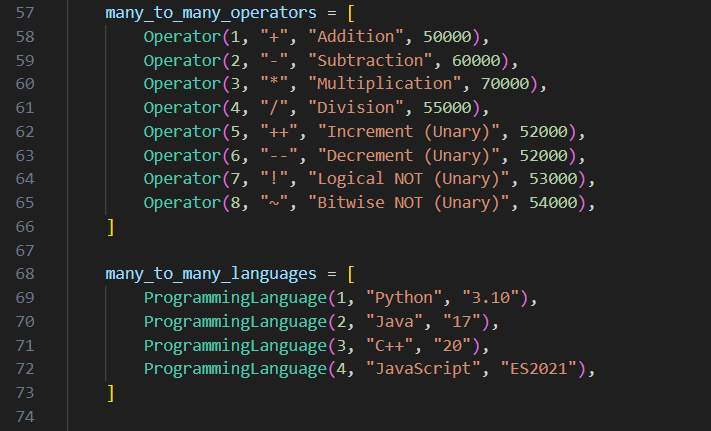 57 many_to_many_operators = [
58 Operator(1, "+", "Addition", 50000),
59 Operator(2, "-", "Subtraction", 60000),
60 Operator(3, "*", "Multiplication", 70000),
61 Operator(4, "/", "Division", 55000),
62 Operator(5, "++", "Increment (Unary)", 52000),
63 Operator(6, "--", "Decrement (Unary)", 52000),
64 Operator(7, "!", "Logical NOT (Unary)", 53000),
65 Operator(8, "~", "Bitwise NOT (Unary)", 54000),
66 ]
67
68 many_to_many_languages = [
69 ProgrammingLanguage(1, "Python", "3.10"),
70 ProgrammingLanguage(2, "Java", "17"),
71 ProgrammingLanguage(3, "C++", "20"),
72 ProgrammingLanguage(4, "JavaScript", "ES2021"),
73 ]
74